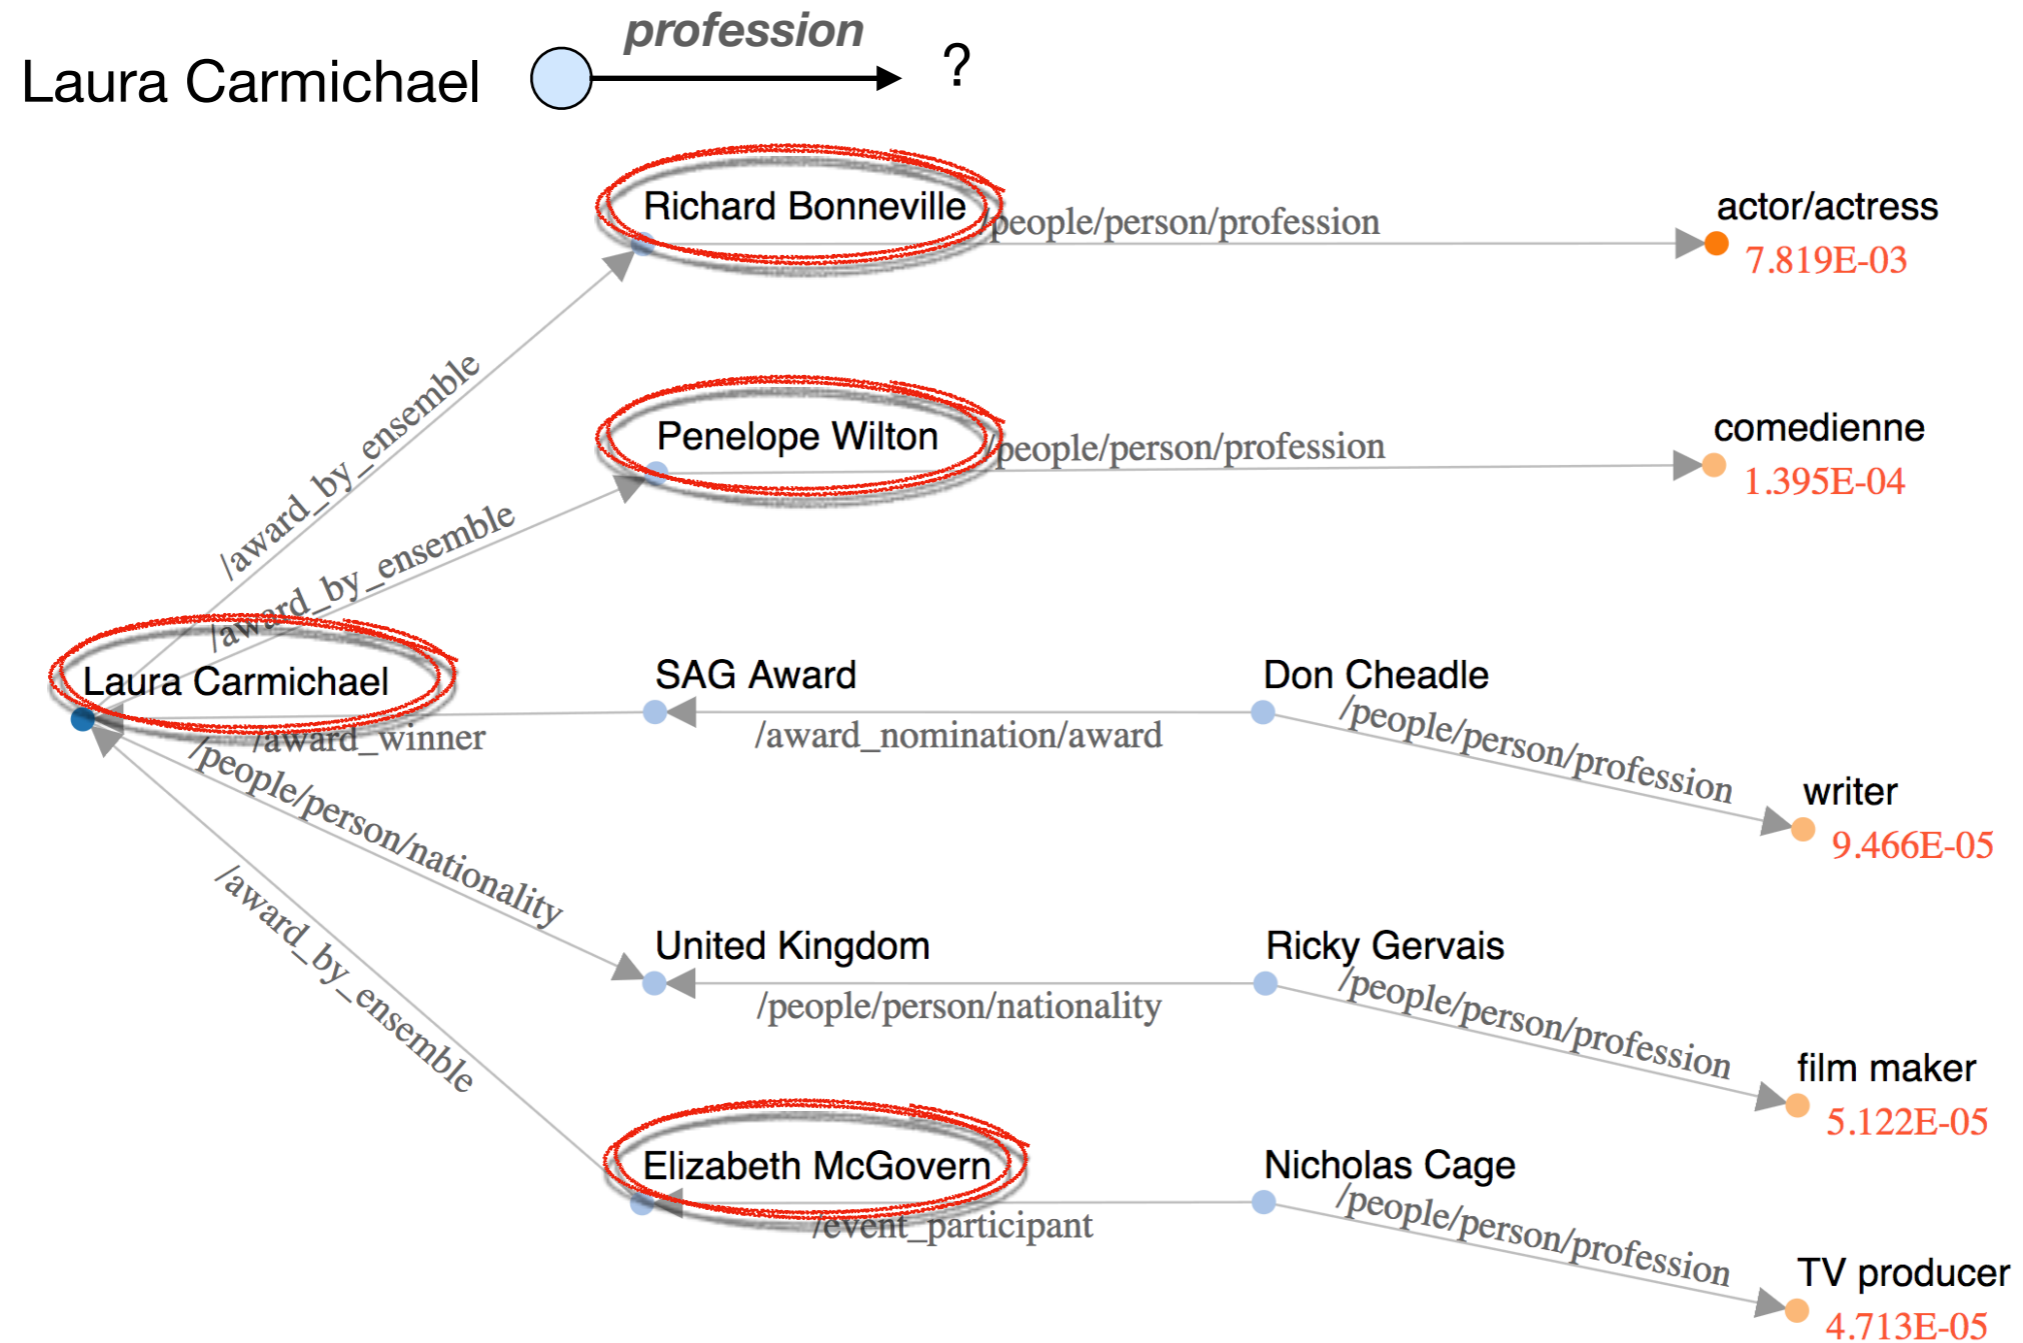 profession
Laura Carmichael
?
Richard Bonneville
/people/person/profession
actor/actress
7.819E-03
/award_by_ensemble
Penelope Wilton
/people/person/profession
comedienne
1.395E-04
/award_by_ensemble
Laura Carmichael
/award_winner
SAG Award
/award_nomination/award
Don Cheadle
/people/person/profession
writer
9.466E-05
/people/person/nationality
United Kingdom
/people/person/nationality
Ricky Gervais
/people/person/profession
film maker
5.122E-05
/award_by_ensemble
Elizabeth McGovern
/event_participant
Nicholas Cage
/people/person/profession
TV producer
4.713E-05